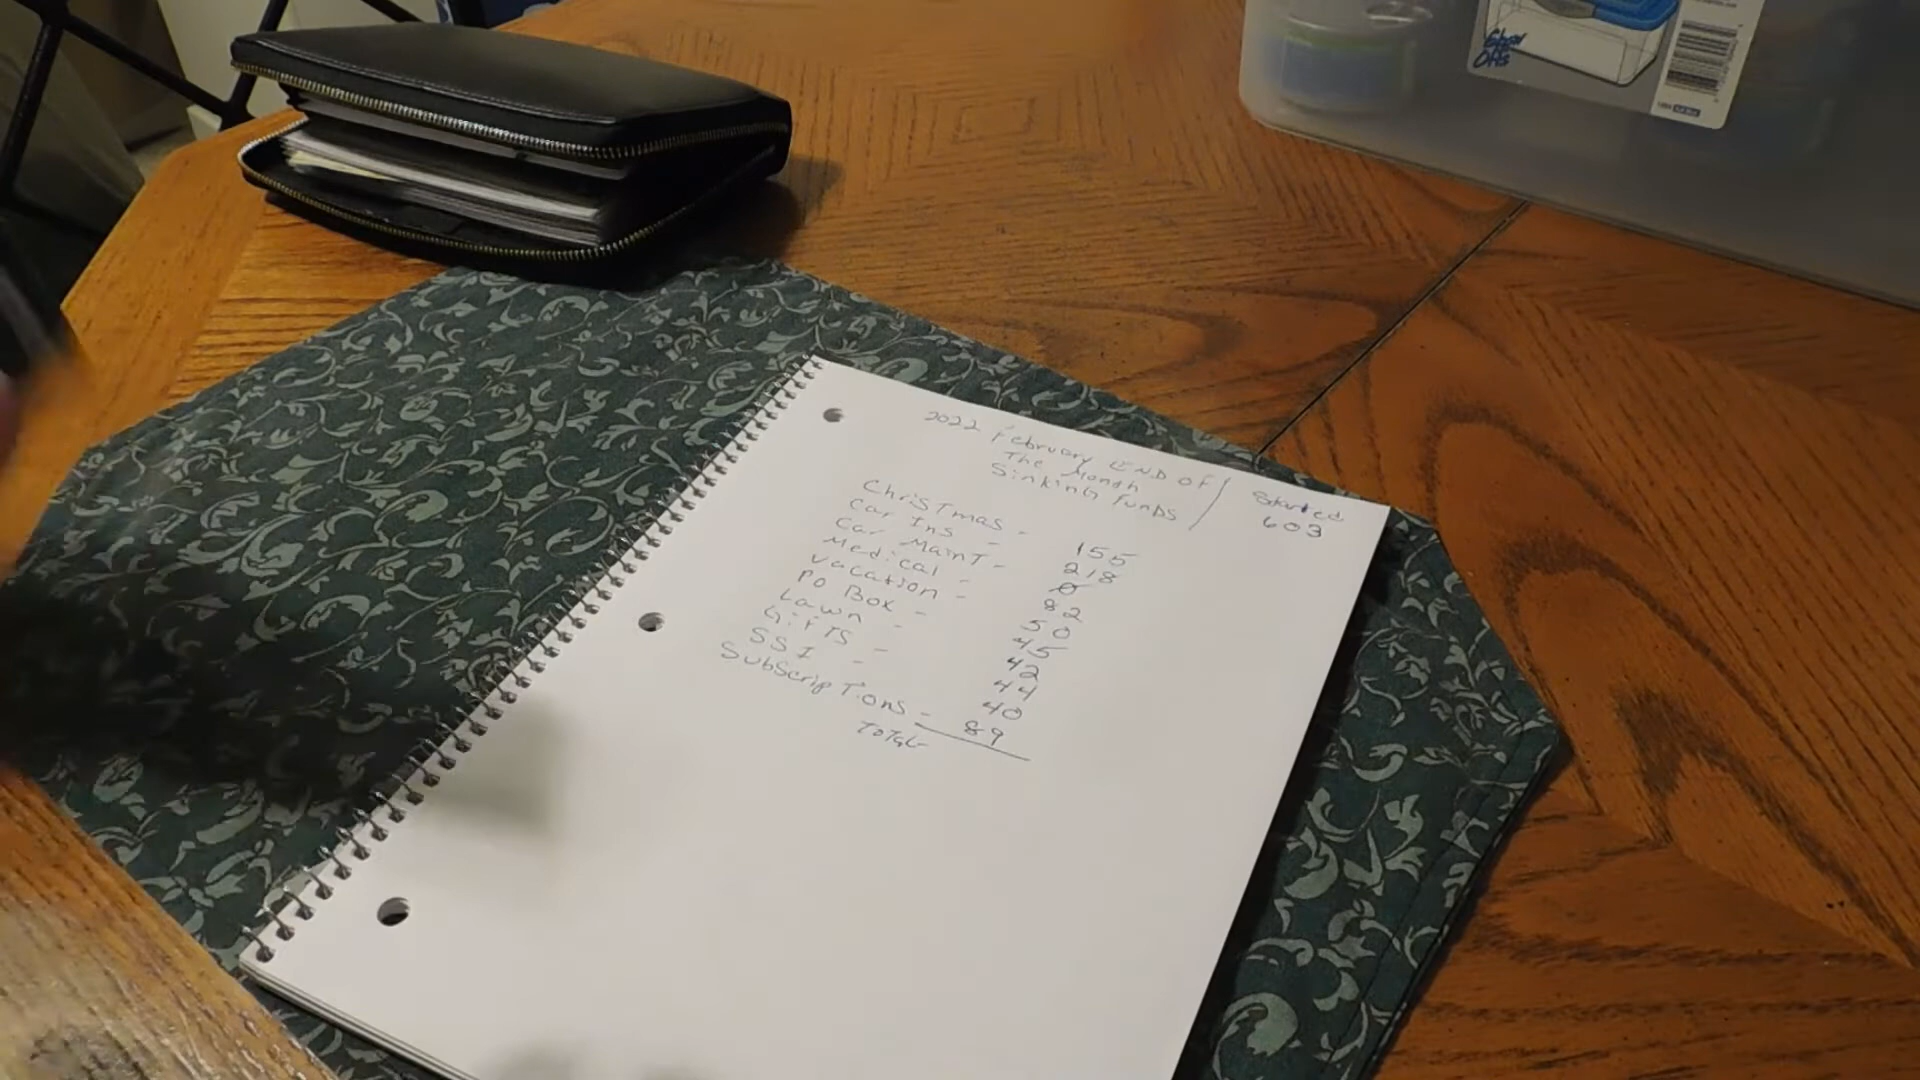 2022 February END OF
The Month
Sinking Funds
Started
603
Christmas - 155
Car Ins - 218
Car Maint - 0
Medical - 82
Vacation - 50
PO Box - 45
Lawn - 42
Gifts - 44
SSI - 40
Subscriptions - 89
Total